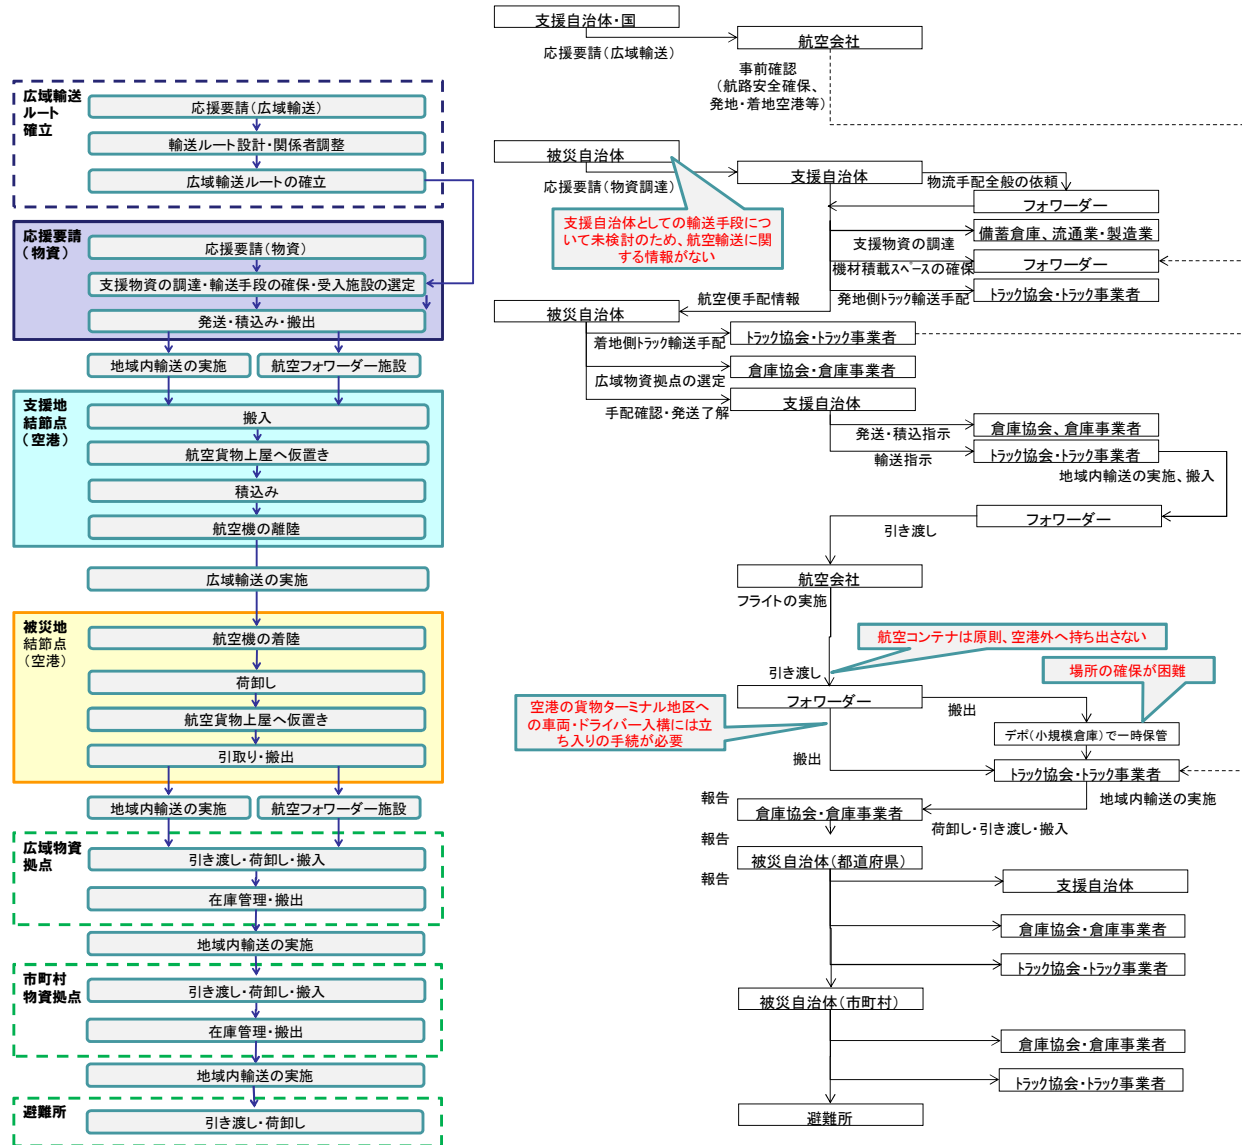 広域輸送
ルート
確立
応援要請（広域輸送）
輸送ルート設計・関係者調整
広域輸送ルートの確立
応援要請
（物資）
応援要請（物資）
支援物資の調達・輸送手段の確保・受入施設の選定
発送・積込み・搬出
地域内輸送の実施
航空フォワーダー施設
支援地
結節点
（空港）
搬入
航空貨物上屋へ仮置き
積込み
航空機の離陸
広域輸送の実施
被災地
結節点
（空港）
航空機の着陸
荷卸し
航空貨物上屋へ仮置き
引取り・搬出
地域内輸送の実施
航空フォワーダー施設
広域物資
拠点
引き渡し・荷卸し・搬入
在庫管理・搬出
地域内輸送の実施
市町村
物資拠点
引き渡し・荷卸し・搬入
在庫管理・搬出
地域内輸送の実施
避難所
引き渡し・荷卸し
支援自治体・国
応援要請（広域輸送）
航空会社
事前確認
（航路安全確保、
発地・着地空港等）
被災自治体
応援要請（物資調達）
支援自治体
物流手配全般の依頼
フォワーダー
支援自治体としての輸送手段につ
いて未検討のため、航空輸送に関
する情報がない
備蓄倉庫、流通業・製造業
支援物資の調達
フォワーダー
機材積載スペースの確保
トラック協会・トラック事業者
発地側トラック輸送手配
航空便手配情報
被災自治体
着地側トラック輸送手配
トラック協会・トラック事業者
倉庫協会・倉庫事業者
広域物資拠点の選定
手配確認・発送了解
支援自治体
発送・積込指示
倉庫協会、倉庫事業者
輸送指示
トラック協会・トラック事業者
地域内輸送の実施、搬入
フォワーダー
引き渡し
航空会社
フライトの実施
航空コンテナは原則、空港外へ持ち出さない
引き渡し
場所の確保が困難
フォワーダー
空港の貨物ターミナル地区へ
の車両・ドライバー入構には立
ち入りの手続が必要
搬出
デポ（小規模倉庫）で一時保管
搬出
トラック協会・トラック事業者
地域内輸送の実施
報告
倉庫協会・倉庫事業者
荷卸し・引き渡し・搬入
報告
被災自治体（都道府県）
報告
支援自治体
倉庫協会・倉庫事業者
トラック協会・トラック事業者
被災自治体（市町村）
倉庫協会・倉庫事業者
トラック協会・トラック事業者
避難所